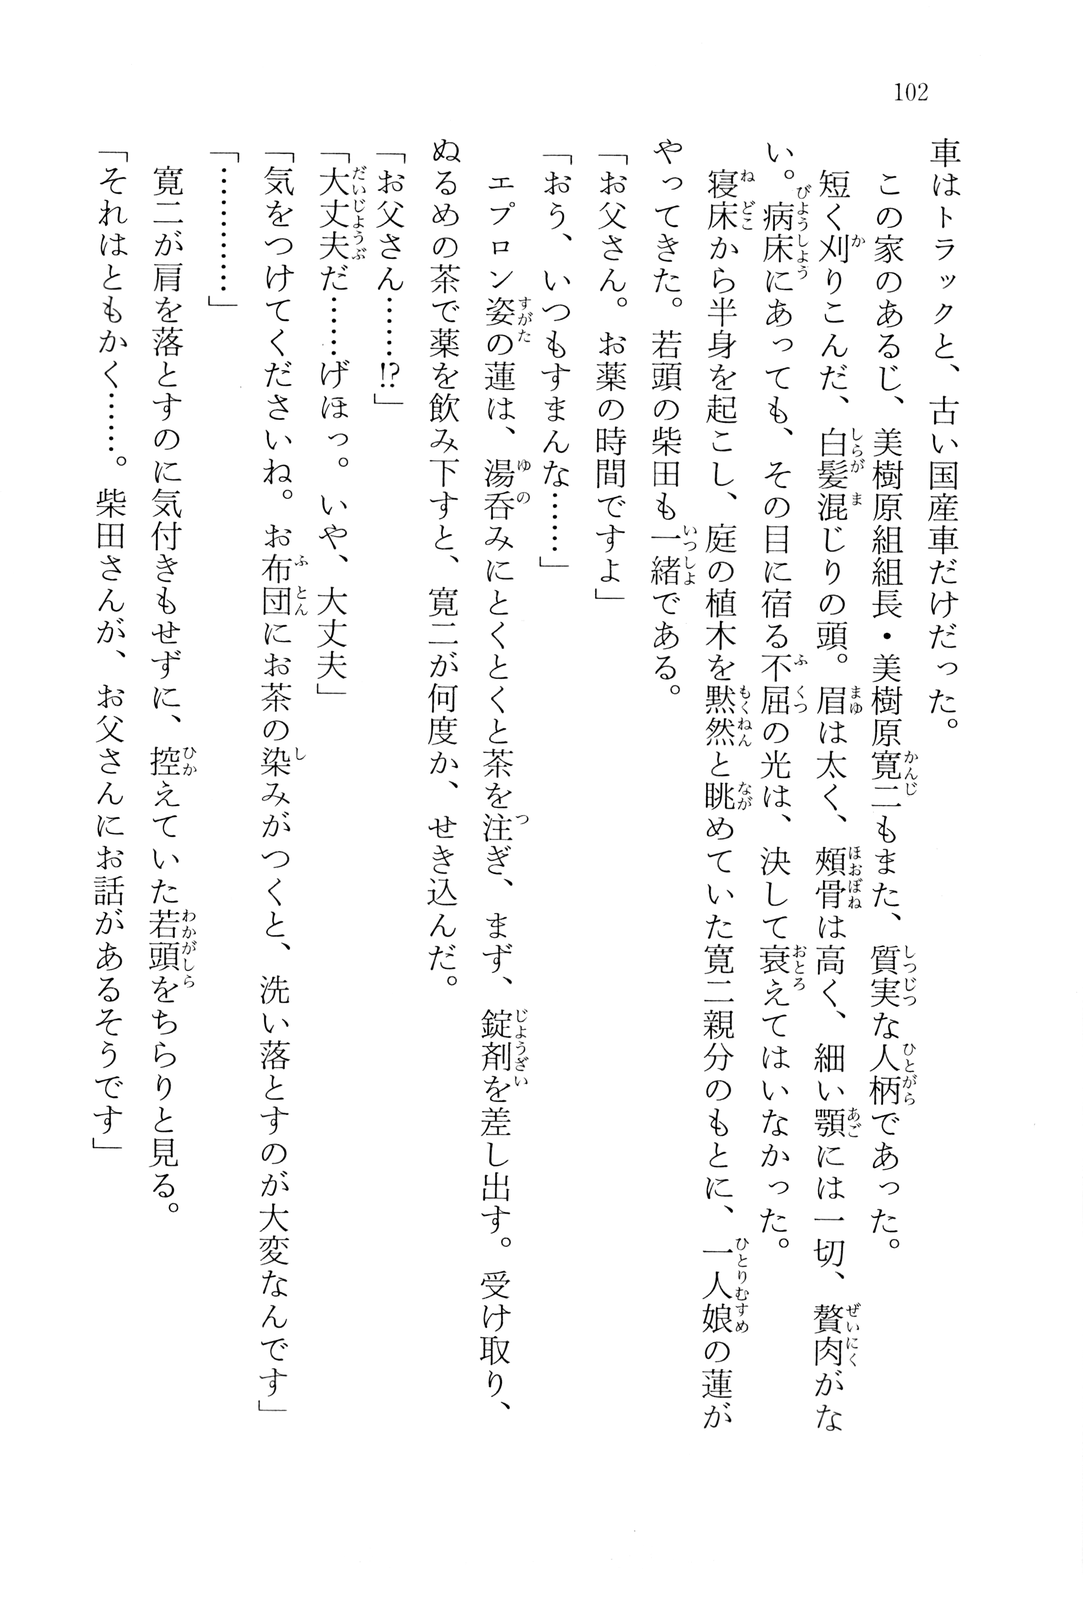 102
車はトラックと、古い国産車だけだった。
この家のあるじ、美樹原組組長・美樹原寛二もまた、質実な人柄であった。
短く刈りこんだ、白髪混じりの頭。眉は太く、頬骨は高く、細い顎には一切、贅肉がな
い。病床にあっても、その目に宿る不屈の光は、決して衰えてはいなかった。
寝床から半身を起こし、庭の植木を黙然と眺めていた寛二親分のもとに、一人娘の蓮が
やってきた。若頭の柴田も一緒である。
「お父さん。お薬の時間ですよ」
「おう、いつもすまんな……」
エプロン姿の蓮は、湯呑みにとくとくと茶を注ぎ、まず、錠剤を差し出す。受け取り、
ぬるめの茶で薬を飲み下すと、寛二が何度か、せき込んだ。
「お父さん……!?」
「大丈夫だ……げほっ。いや、大丈夫」
「気をつけてくださいね。お布団にお茶の染みがつくと、洗い落とすのが大変なんです」
「…………」
寛二が肩を落とすのに気付きもせずに、控えていた若頭をちらりと見る。
「それはともかく……。柴田さんが、お父さんにお話があるそうです」